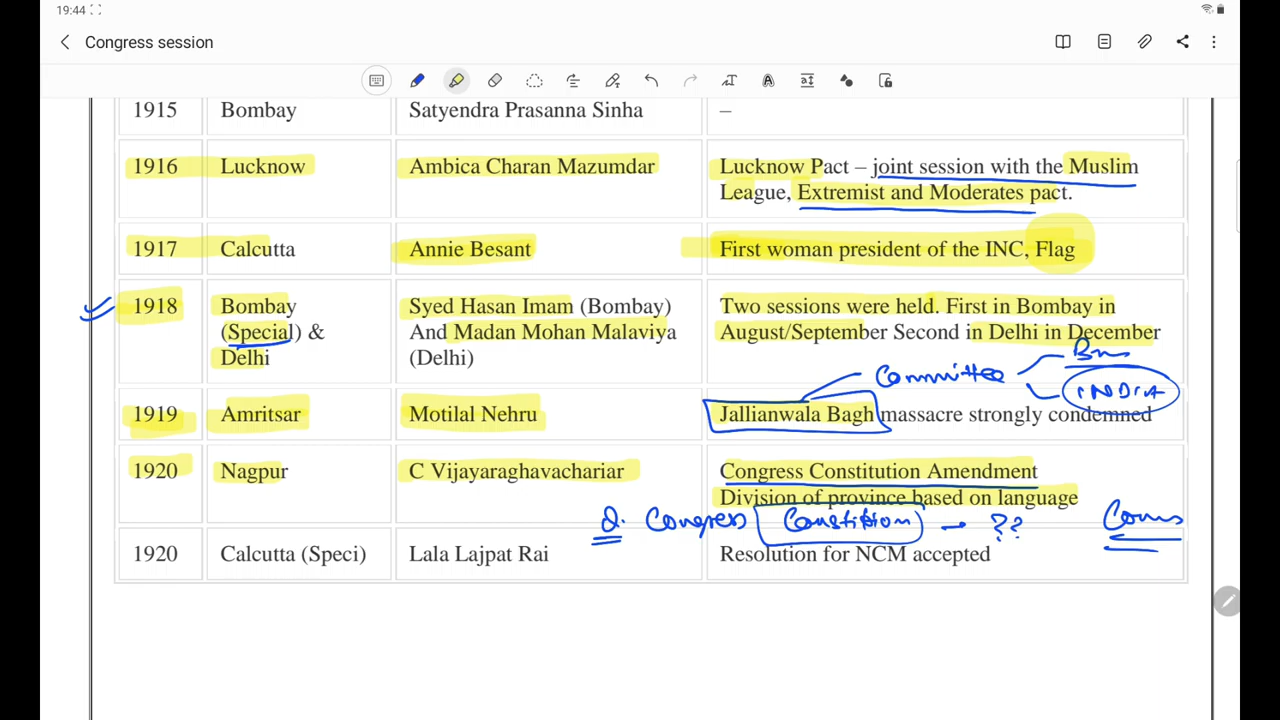 19:44
Congress session
1915 Bombay Satyendra Prasanna Sinha –
1916 Lucknow Ambica Charan Mazumdar Lucknow Pact – joint session with the Muslim
League, Extremist and Moderates pact.
1917 Calcutta Annie Besant First woman president of the INC, Flag
1918 Bombay Syed Hasan Imam (Bombay) Two sessions were held. First in Bombay in
(Special) & And Madan Mohan Malaviya August/September Second in Delhi in December
Delhi (Delhi)
Committee
INDIA
1919 Amritsar Motilal Nehru Jallianwala Bagh massacre strongly condemned
1920 Nagpur C Vijayaraghavachariar Congress Constitution Amendment
Division of province based on language
Q. Congress Constitution → ??
1920 Calcutta (Speci) Lala Lajpat Rai Resolution for NCM accepted